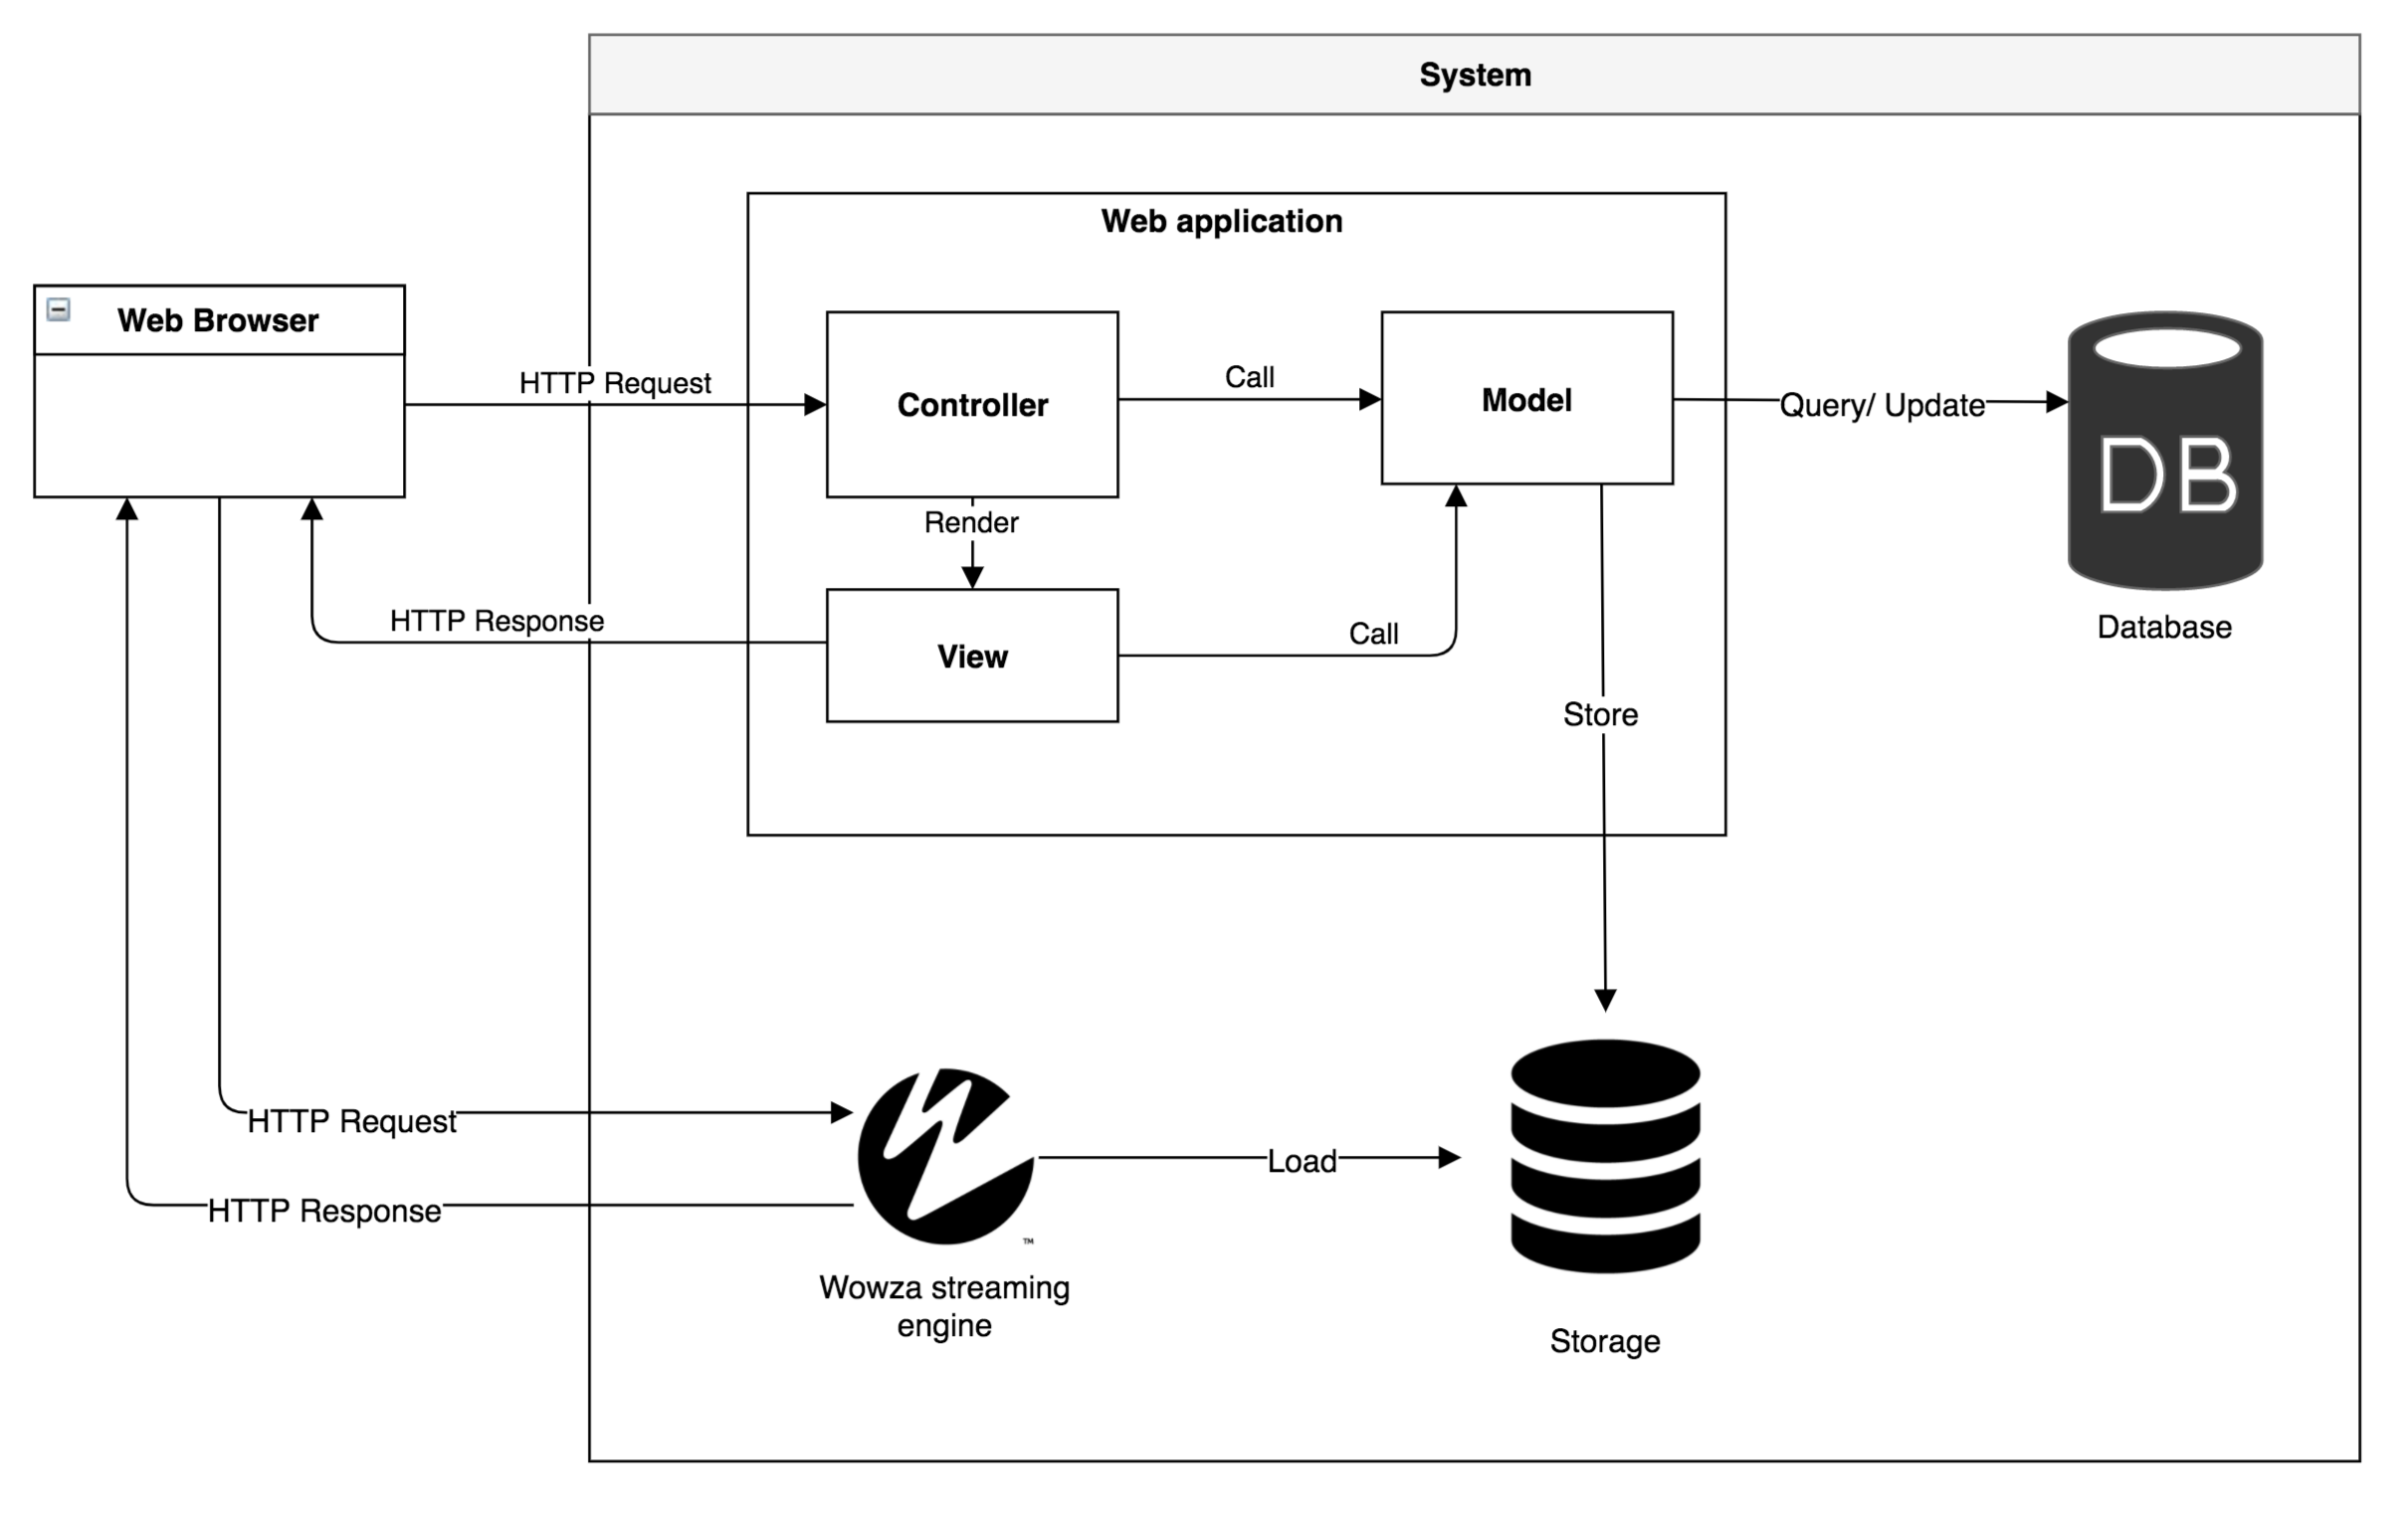 System
Web application
Web Browser
HTTP Request
Call
Controller
Model
Query/ Update
DB
Render
HTTP Response
View
Call
Database
Store
HTTP Request
Load
HTTP Response
™
Wowza streaming
engine
Storage